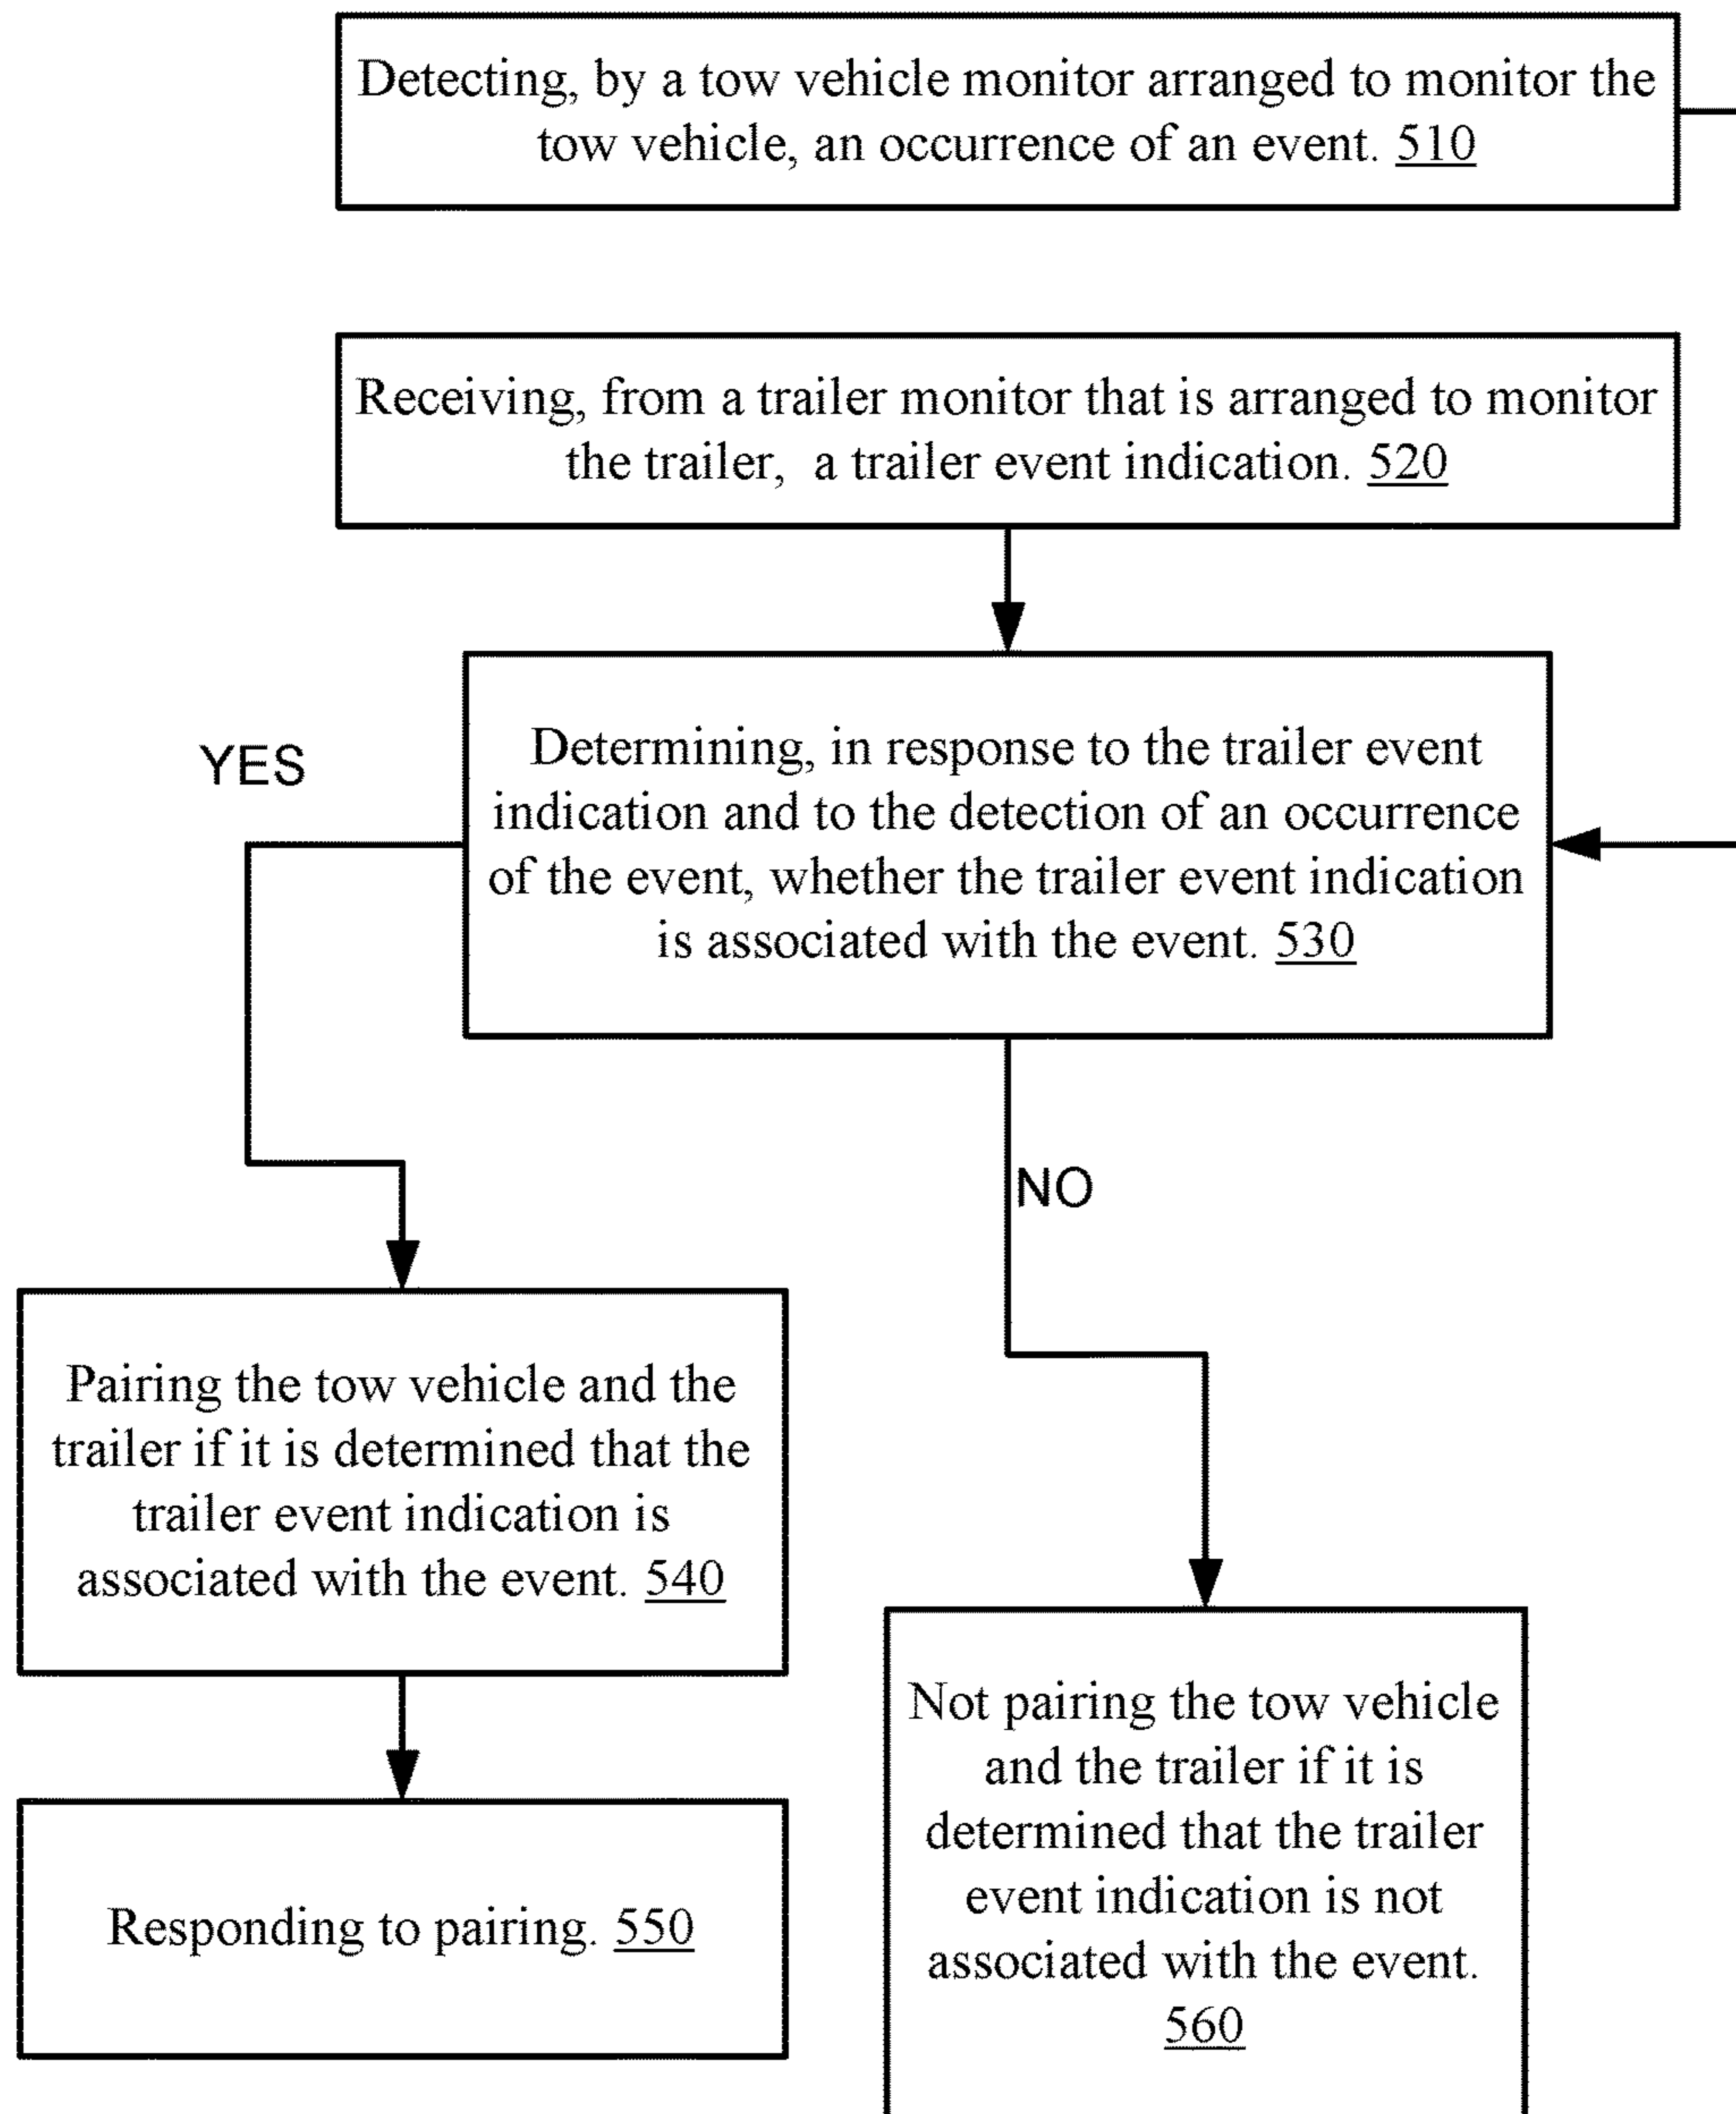 Detecting, by a tow vehicle monitor arranged to monitor the
tow vehicle, an occurrence of an event. 510
Receiving, from a trailer monitor that is arranged to monitor
the trailer, a trailer event indication. 520
Determining, in response to the trailer event
indication and to the detection of an occurrence
of the event, whether the trailer event indication
is associated with the event. 530
YES
NO
Pairing the tow vehicle and the
trailer if it is determined that the
trailer event indication is
associated with the event. 540
Responding to pairing. 550
Not pairing the tow vehicle
and the trailer if it is
determined that the trailer
event indication is not
associated with the event.
560